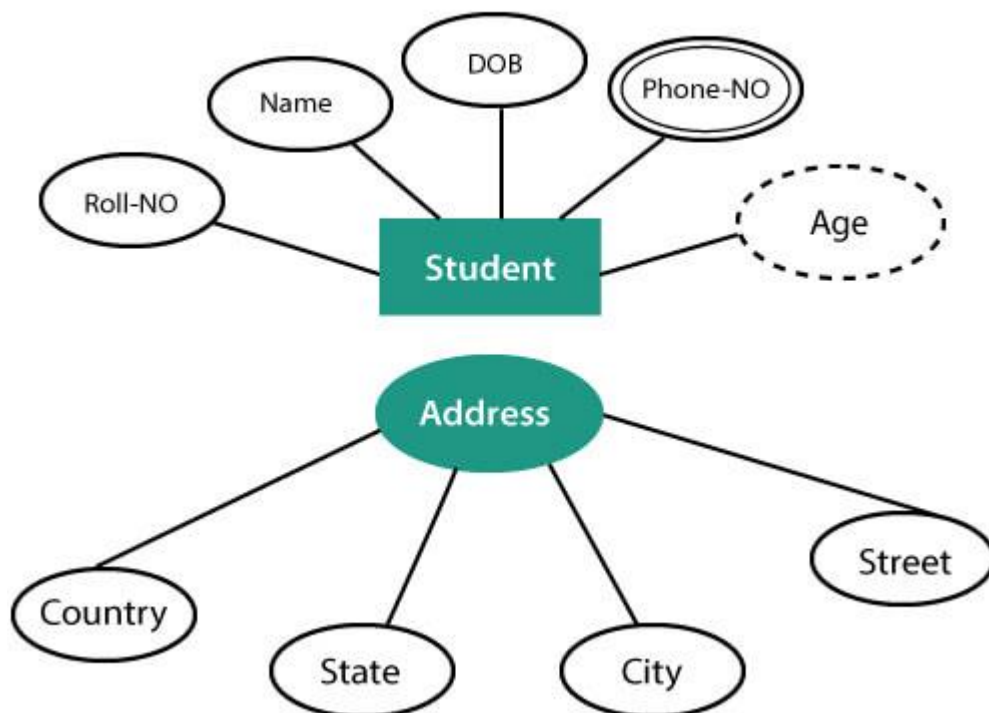 DOB
Phone-NO
Name
Roll-NO
Age
Student
Address
Country
State
City
Street